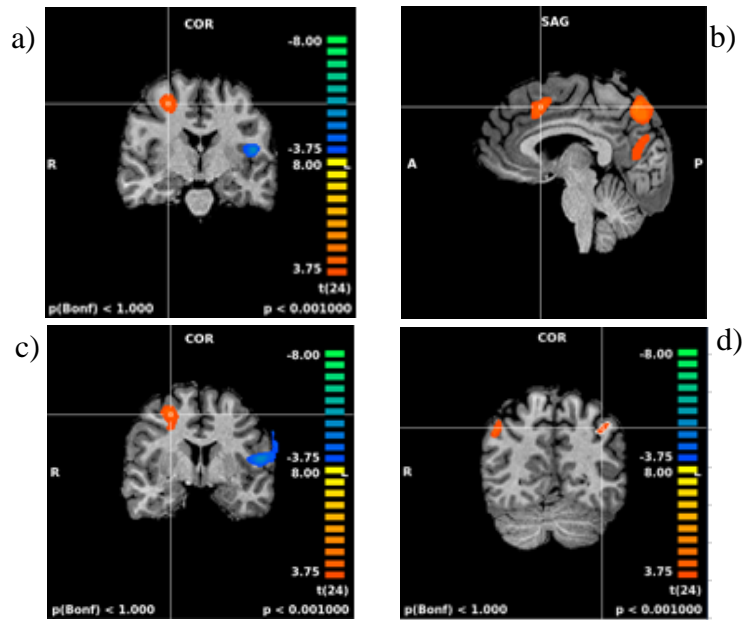 a)
COR
-8.00
-3.75
8.00
R
L
3.75
t(24)
p(Bonf) < 1.000
p < 0.001000
b)
SAG
A
P
c)
COR
-8.00
-3.75
8.00
R
L
3.75
t(24)
p(Bonf) < 1.000
p < 0.001000
d)
COR
-8.00
-3.75
8.00
R
L
3.75
t(24)
p(Bonf) < 1.000
p < 0.001000